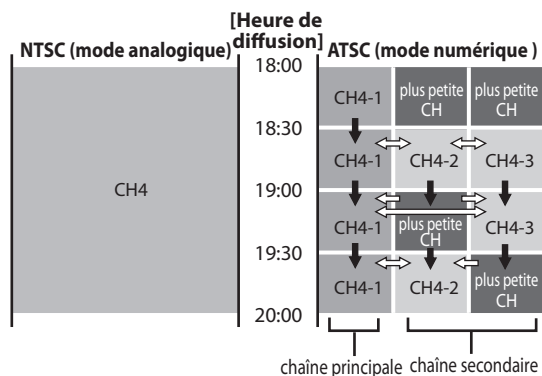 [Heure de
diffusion]
NTSC (mode analogique)
ATSC (mode numérique )
18:00
CH4-1
plus petite
CH
plus petite
CH
18:30
CH4-1
CH4-2
CH4-3
CH4
19:00
CH4-1
plus petite
CH
CH4-3
19:30
CH4-1
CH4-2
plus petite
CH
20:00
chaîne principale
chaîne secondaire